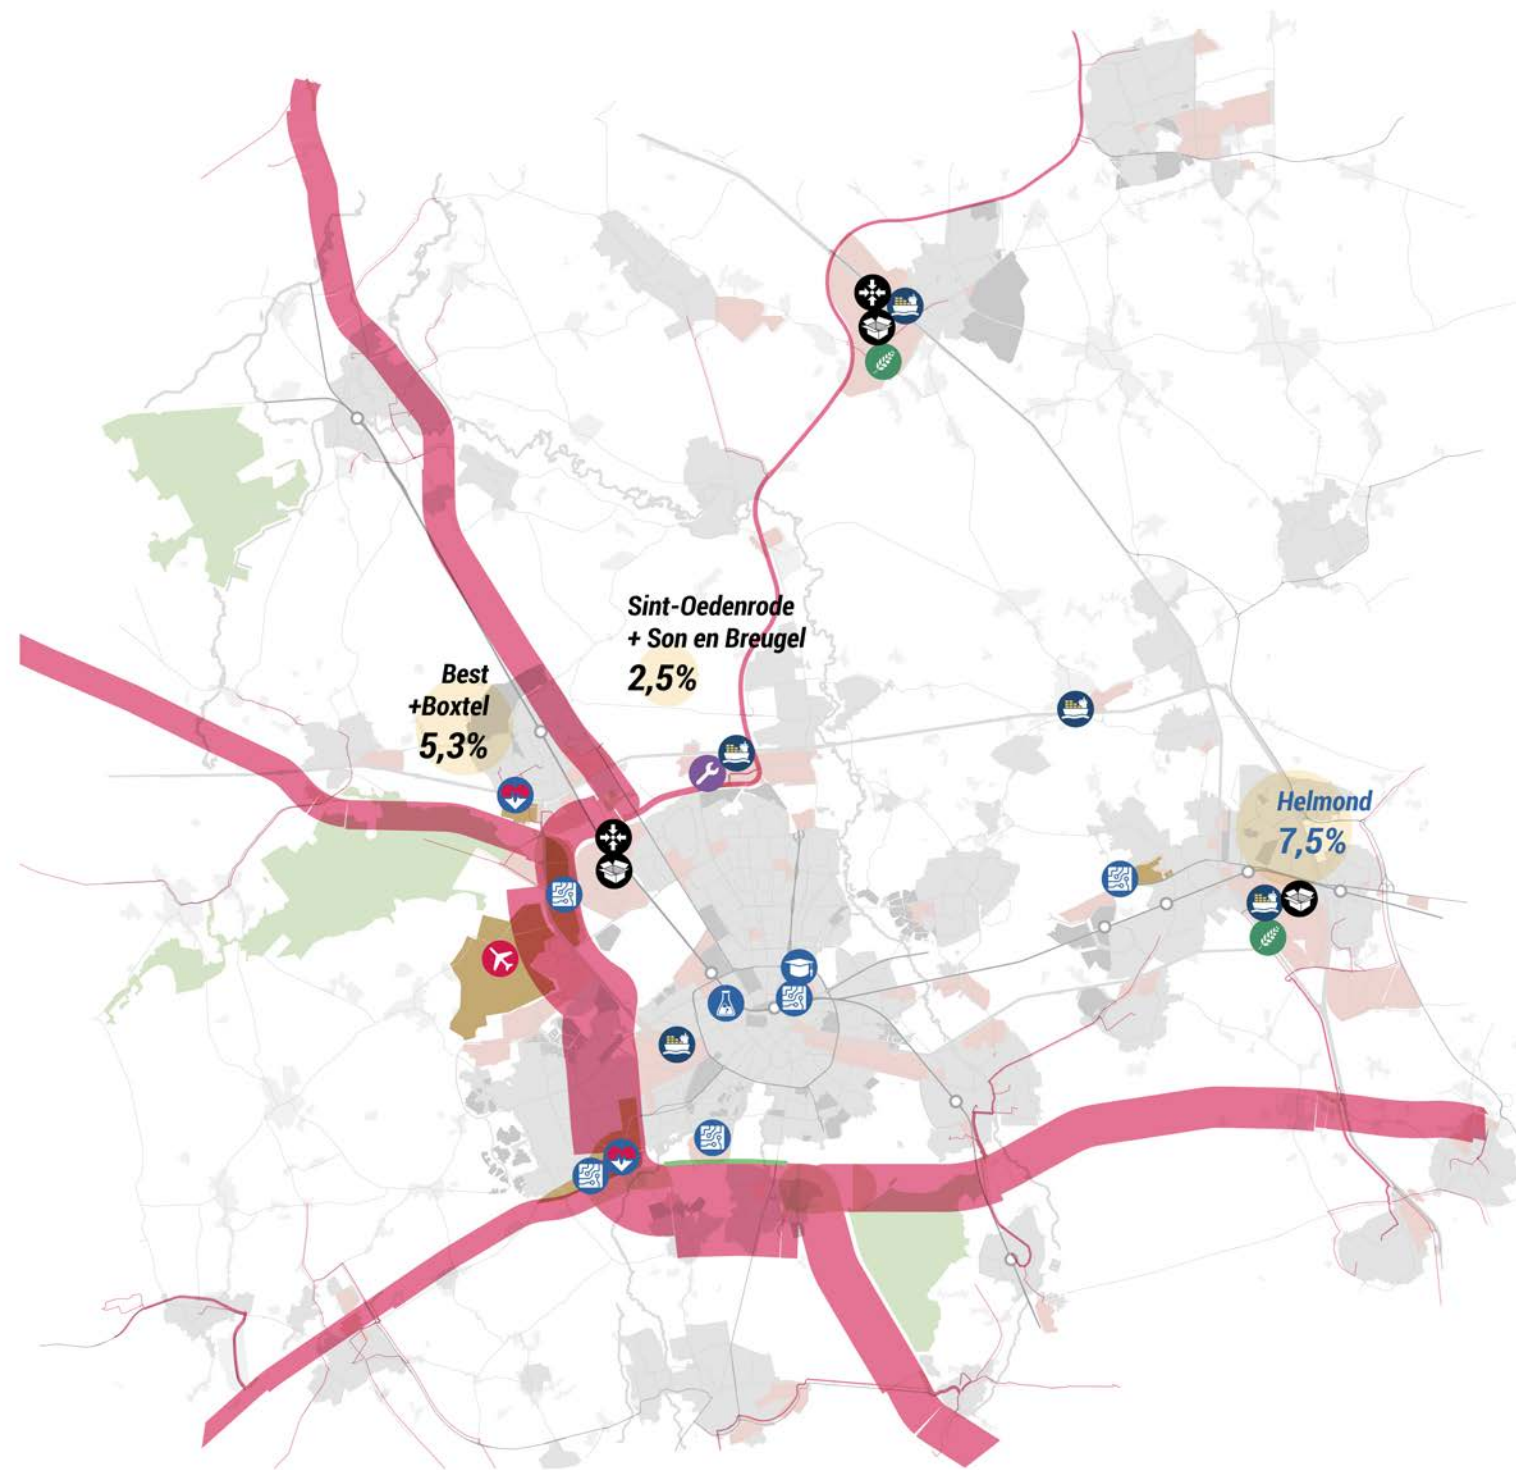 Sint-Oedenrode
+ Son en Breugel
2,5%
Best
+Boxtel
5,3%
Helmond
7,5%